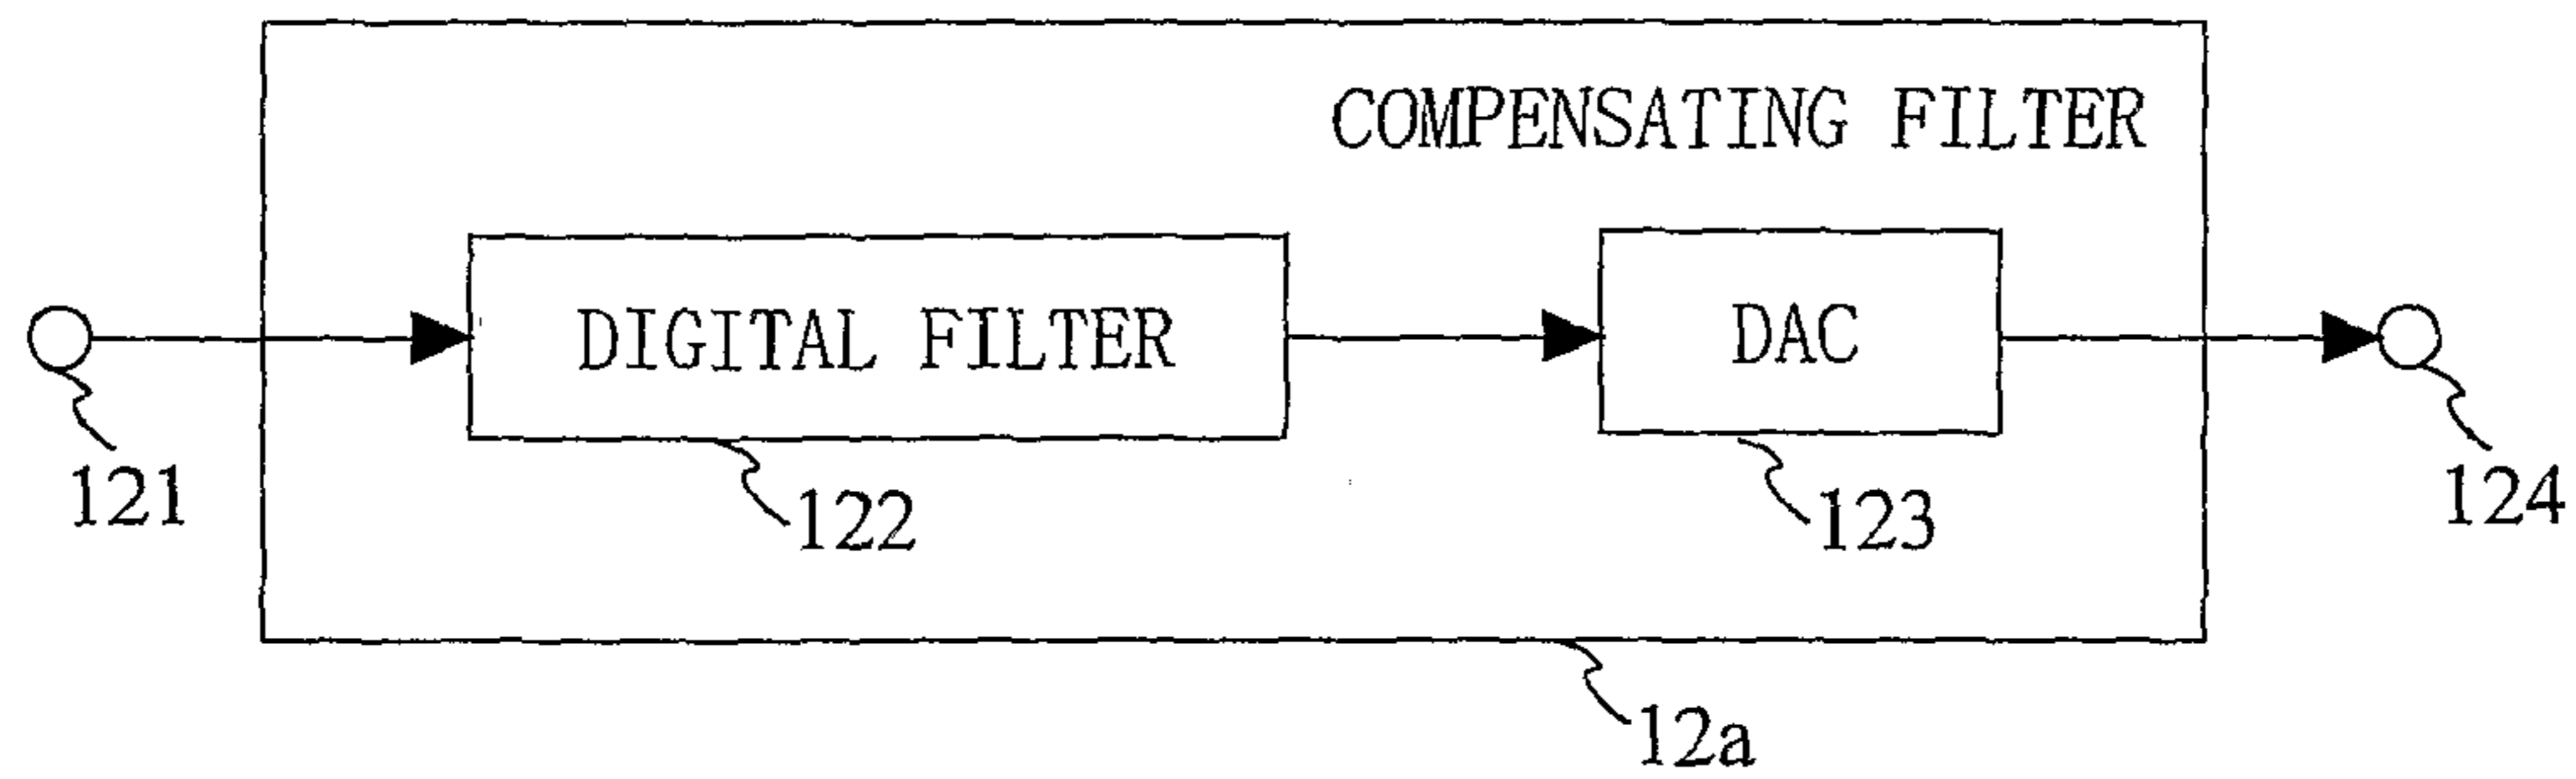 COMPENSATING FILTER
DIGITAL FILTER
DAC
121
122
123
124
12a